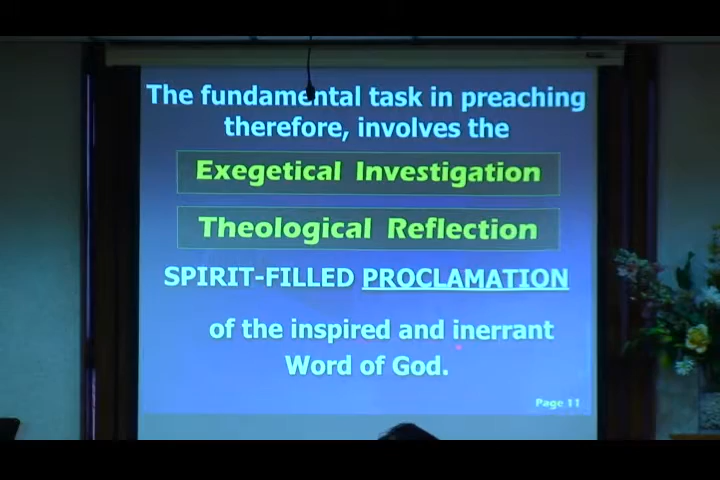 The fundamental task in preaching
therefore, involves the
Exegetical Investigation
Theological Reflection
SPIRIT-FILLED PROCLAMATION
of the inspired and inerrant
Word of God.
Page 11